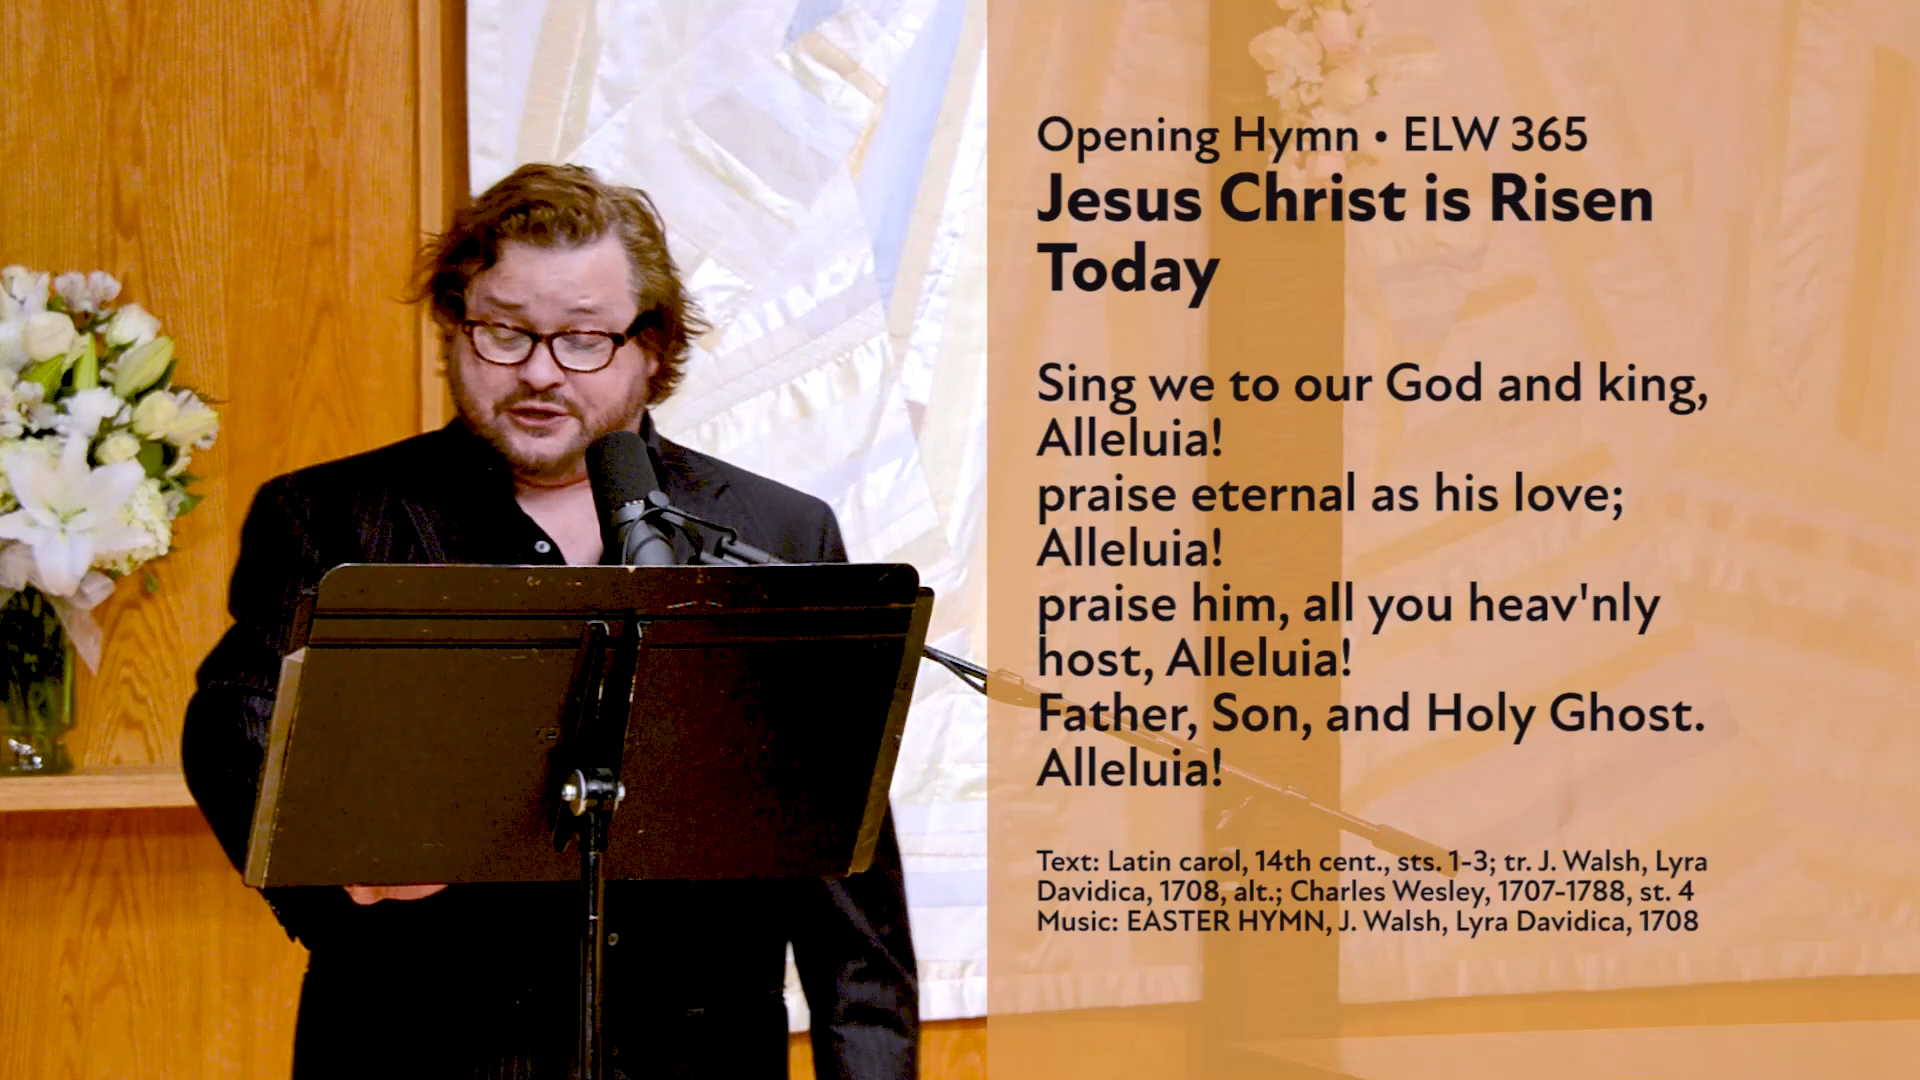 Opening Hymn • ELW 365
Jesus Christ is Risen
Today
Sing we to our God and king,
Alleluia!
praise eternal as his love;
Alleluia!
praise him, all you heav'nly
host, Alleluia!
Father, Son, and Holy Ghost.
Alleluia!
Text: Latin carol, 14th cent., sts. 1-3; tr. J. Walsh, Lyra
Davidica, 1708, alt.; Charles Wesley, 1707-1788, st. 4
Music: EASTER HYMN, J. Walsh, Lyra Davidica, 1708